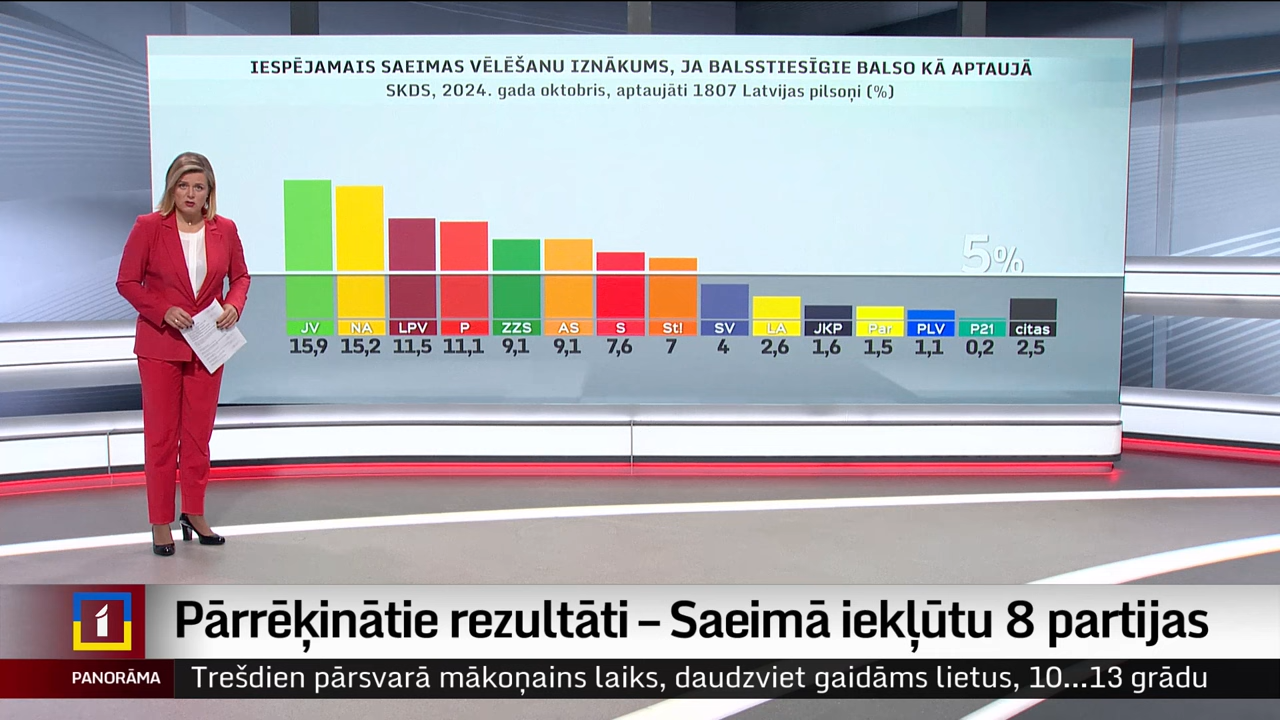 IESPĒJAMAIS SAEIMAS VĒLĒŠANU IZNĀKUMS, JA BALSSTIESĪGIE BALSO KĀ APTAUJĀ
SKDS, 2024. gada oktobris, aptaujāti 1807 Latvijas pilsoņi (%)
5%
JV NA LPV P ZZS AS S St! SV LA JKP Par PLV P21 citas
15,9 15,2 11,5 11,1 9,1 9,1 7,6 7 4 2,6 1,6 1,5 1,1 0,2 2,5
1
Pārrēķinātie rezultāti – Saeimā iekļūtu 8 partijas
PANORĀMA
Trešdien pārsvarā mākoņains laiks, daudzviet gaidāms lietus, 10...13 grādu